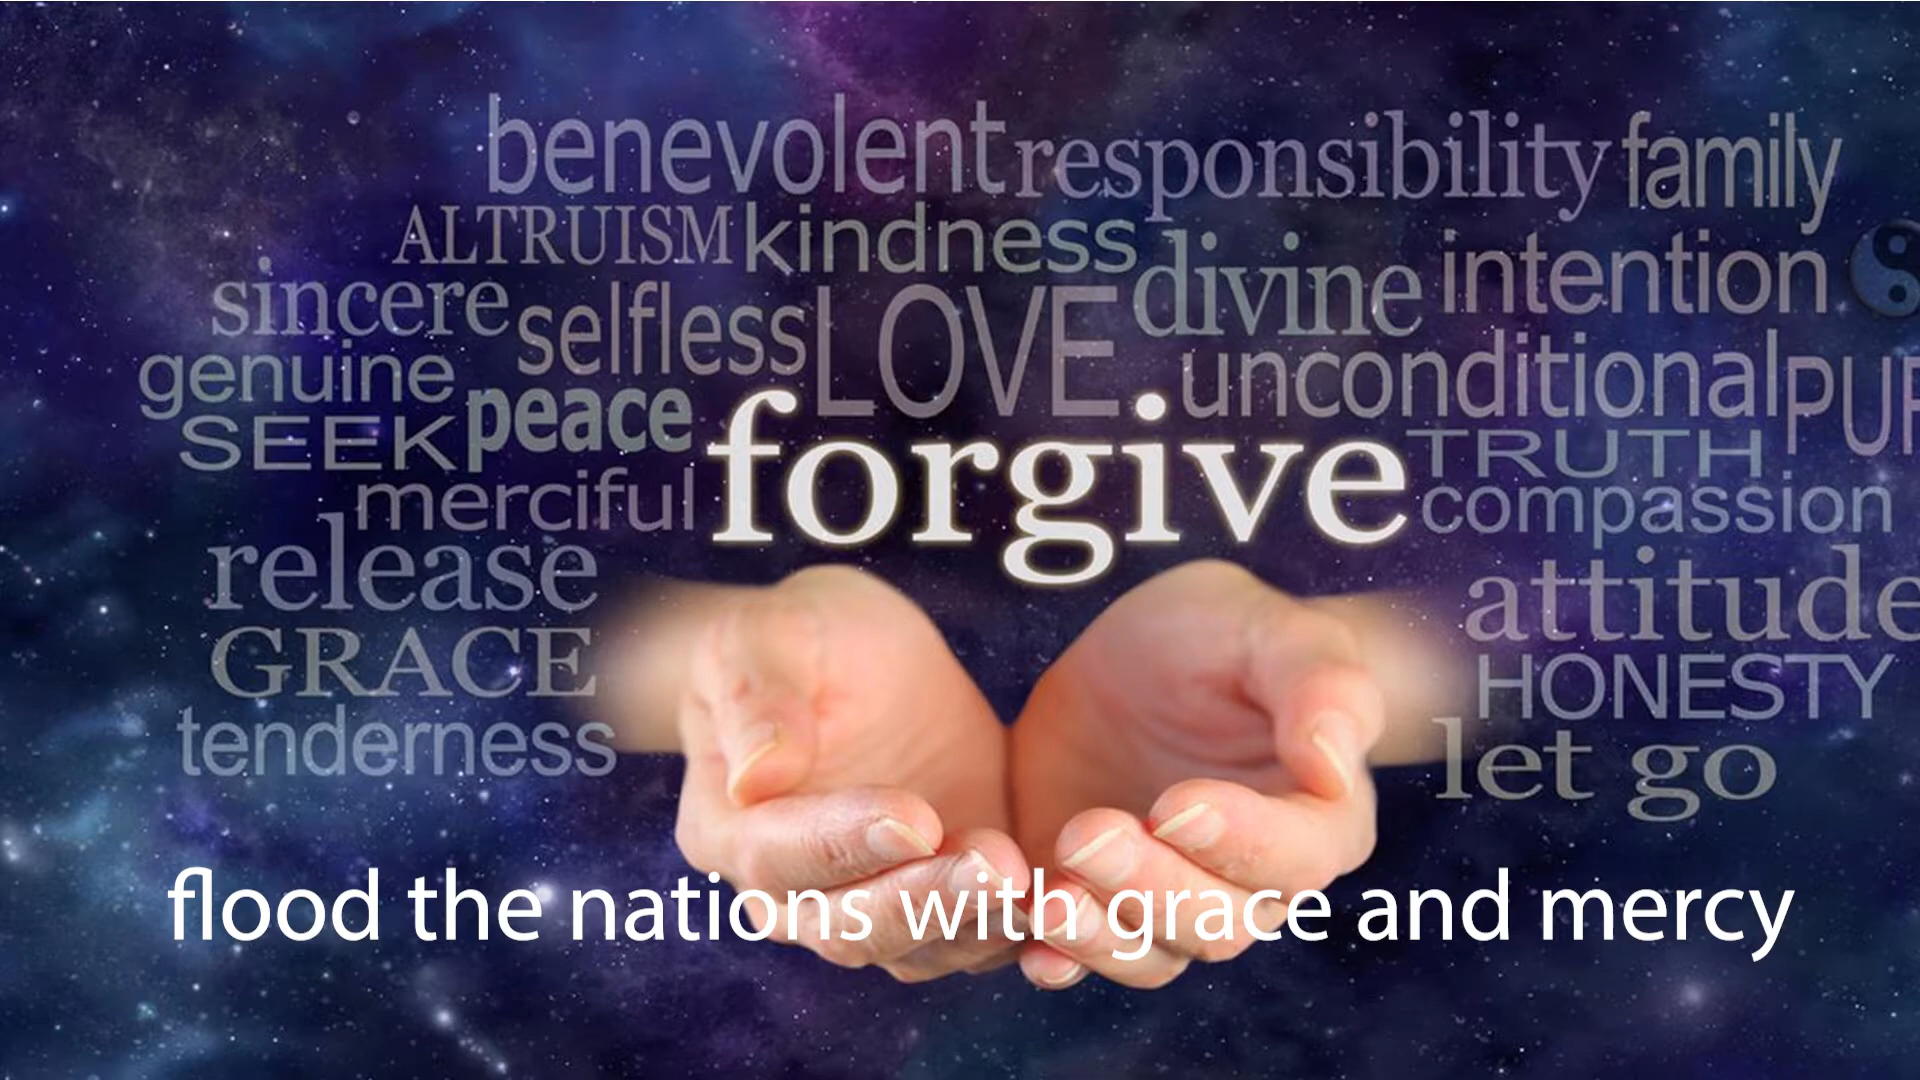 benevolent responsibility family
ALTRUISM kindness divine intention
sincere selfless LOVE unconditional
genuine peace forgive PUR
SEEK TRUTH
merciful compassion
release attitude
GRACE HONESTY
tenderness let go
flood the nations with grace and mercy